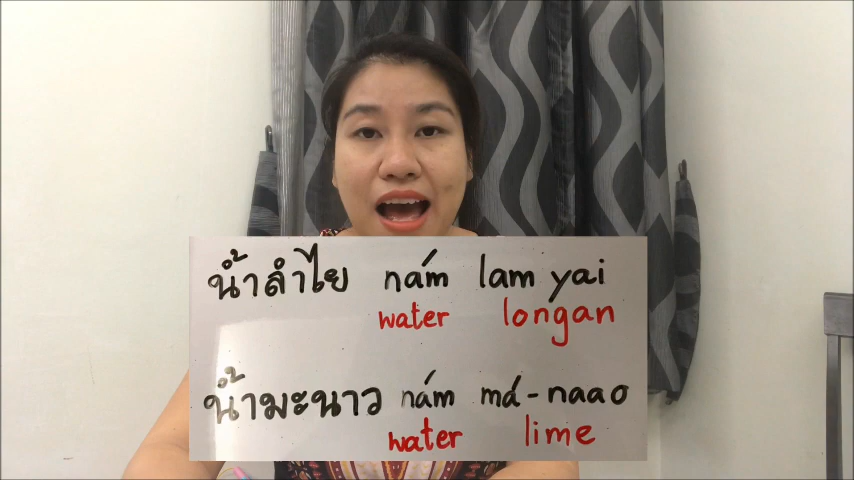 น้ำลำไย nám lam yai
water longan
น้ำมะนาว nám má-naao
water lime